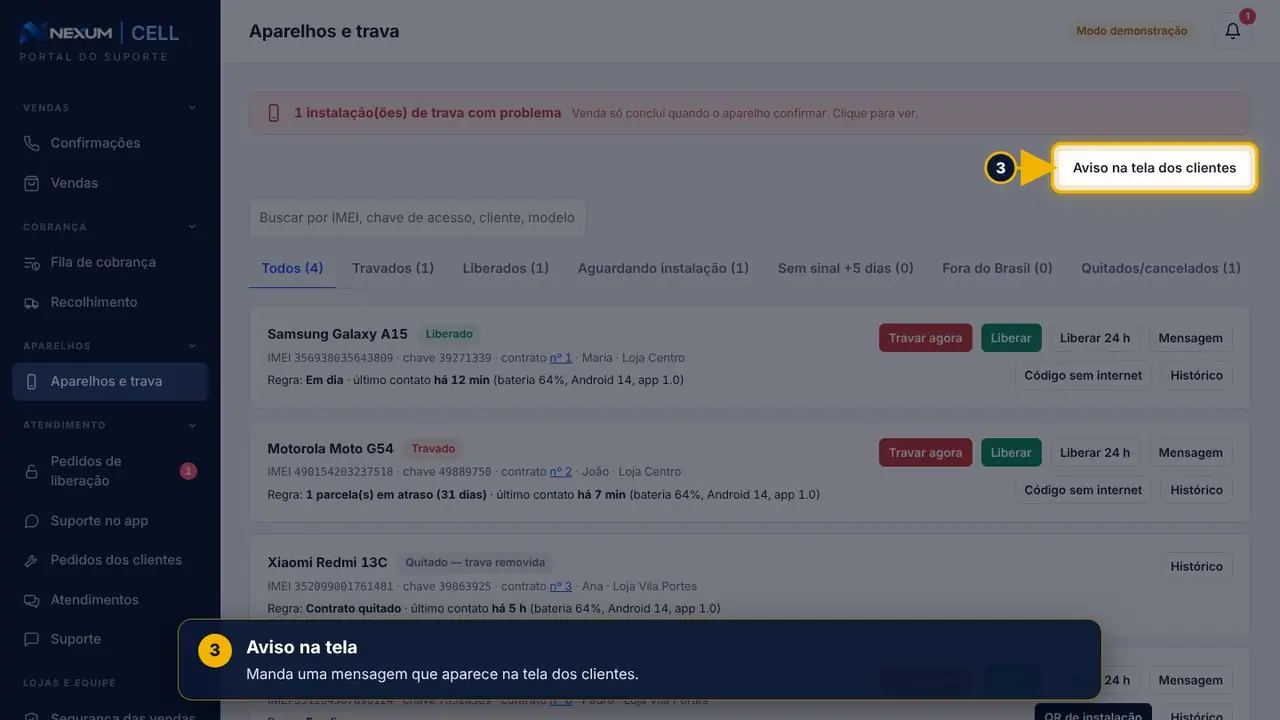 NEXUM | CELL
PORTAL DO SUPORTE
VENDAS
Confirmações
Vendas
COBRANÇA
Fila de cobrança
Recolhimento
APARELHOS
Aparelhos e trava
ATENDIMENTO
Pedidos de
liberação
1
Suporte no app
Pedidos dos clientes
Atendimentos
Suporte
LOJAS E EQUIPE
Segurança das vendas
Aparelhos e trava
Modo demonstração
1
1 instalação(ões) de trava com problema Venda só conclui quando o aparelho confirmar. Clique para ver.
3
Aviso na tela dos clientes
Buscar por IMEI, chave de acesso, cliente, modelo
Todos (4) Travados (1) Liberados (1) Aguardando instalação (1) Sem sinal +5 dias (0) Fora do Brasil (0) Quitados/cancelados (1)
Samsung Galaxy A15 Liberado
IMEI 356938035643809 · chave 39271339 · contrato nº 1 · Maria · Loja Centro
Regra: Em dia · último contato há 12 min (bateria 64%, Android 14, app 1.0)
Travar agora Liberar Liberar 24 h Mensagem
Código sem internet Histórico
Motorola Moto G54 Travado
IMEI 490154203237518 · chave 49889750 · contrato nº 2 · João · Loja Centro
Regra: 1 parcela(s) em atraso (31 dias) · último contato há 7 min (bateria 64%, Android 14, app 1.0)
Travar agora Liberar Liberar 24 h Mensagem
Código sem internet Histórico
Xiaomi Redmi 13C Quitado — trava removida
IMEI 352099001761481 · chave 39063925 · contrato nº 3 · Ana · Loja Vila Portes
Regra: Contrato quitado · último contato há 5 h (bateria 64%, Android 14, app 1.0)
Histórico
3
Aviso na tela
Manda uma mensagem que aparece na tela dos clientes.
24 h Mensagem
QR de instalação Histórico